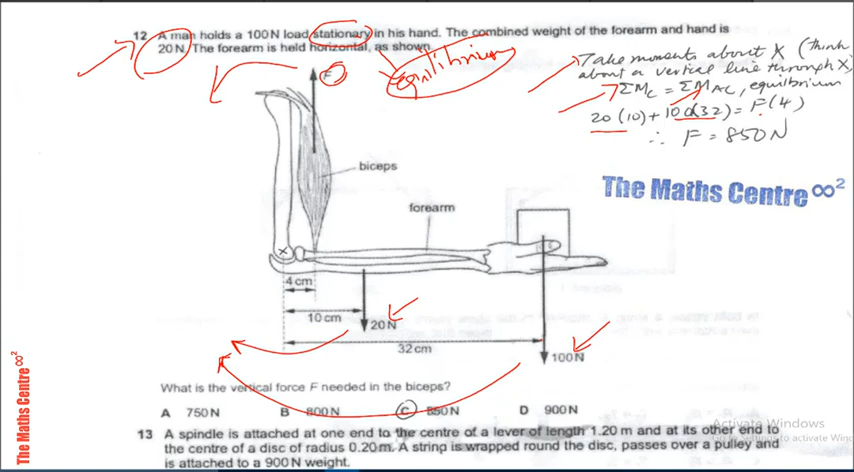 12 A man holds a 100N load stationary in his hand. The combined weight of the forearm and hand is
20N. The forearm is held horizontal, as shown.
equilibrium
Take moments about X (Think
about a vertical line through X)
ΣMc = ΣMAC, equilibrium
20(10)+100(32) = F(4)
∴ F = 850N
F
biceps
The Maths Centre ∞²
forearm
X
4cm
10cm
20N
32cm
100N
The Maths Centre ∞²
What is the vertical force F needed in the biceps?
A 750N B 800N C 850N D 900N
Activate Windows
13 A spindle is attached at one end to the centre of a lever of length 1.20m and at its other end to
the centre of a disc of radius 0.20m. A string is wrapped round the disc, passes over a pulley and
to activate Wind
is attached to a 900N weight.